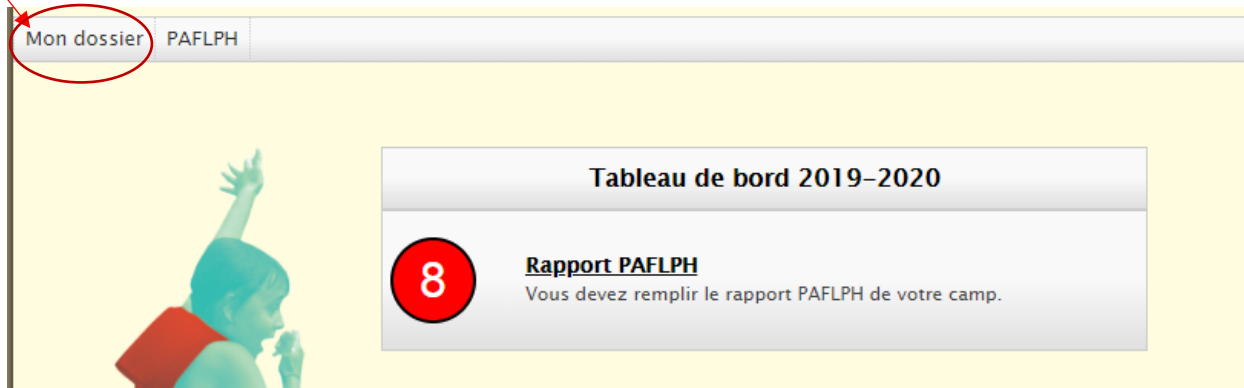 Mon dossier PAFLPH
Tableau de bord 2019-2020
8
Rapport PAFLPH
Vous devez remplir le rapport PAFLPH de votre camp.